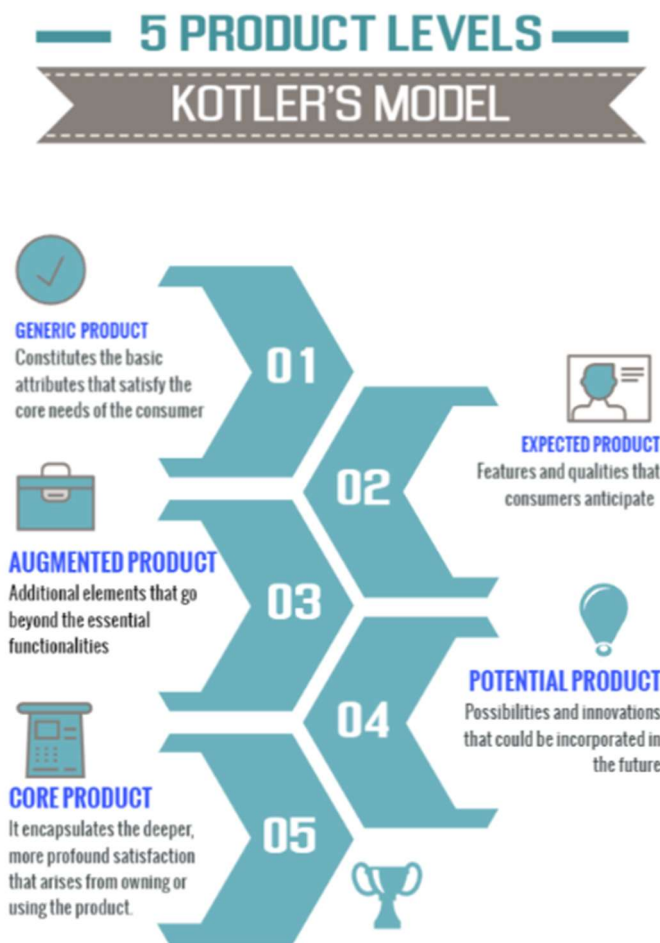 5 PRODUCT LEVELS
KOTLER'S MODEL
01
GENERIC PRODUCT
Constitutes the basic
attributes that satisfy the
core needs of the consumer
02
EXPECTED PRODUCT
Features and qualities that
consumers anticipate
03
AUGMENTED PRODUCT
Additional elements that go
beyond the essential
functionalities
04
POTENTIAL PRODUCT
Possibilities and innovations
that could be incorporated in
the future
05
CORE PRODUCT
It encapsulates the deeper,
more profound satisfaction
that arises from owning or
using the product.